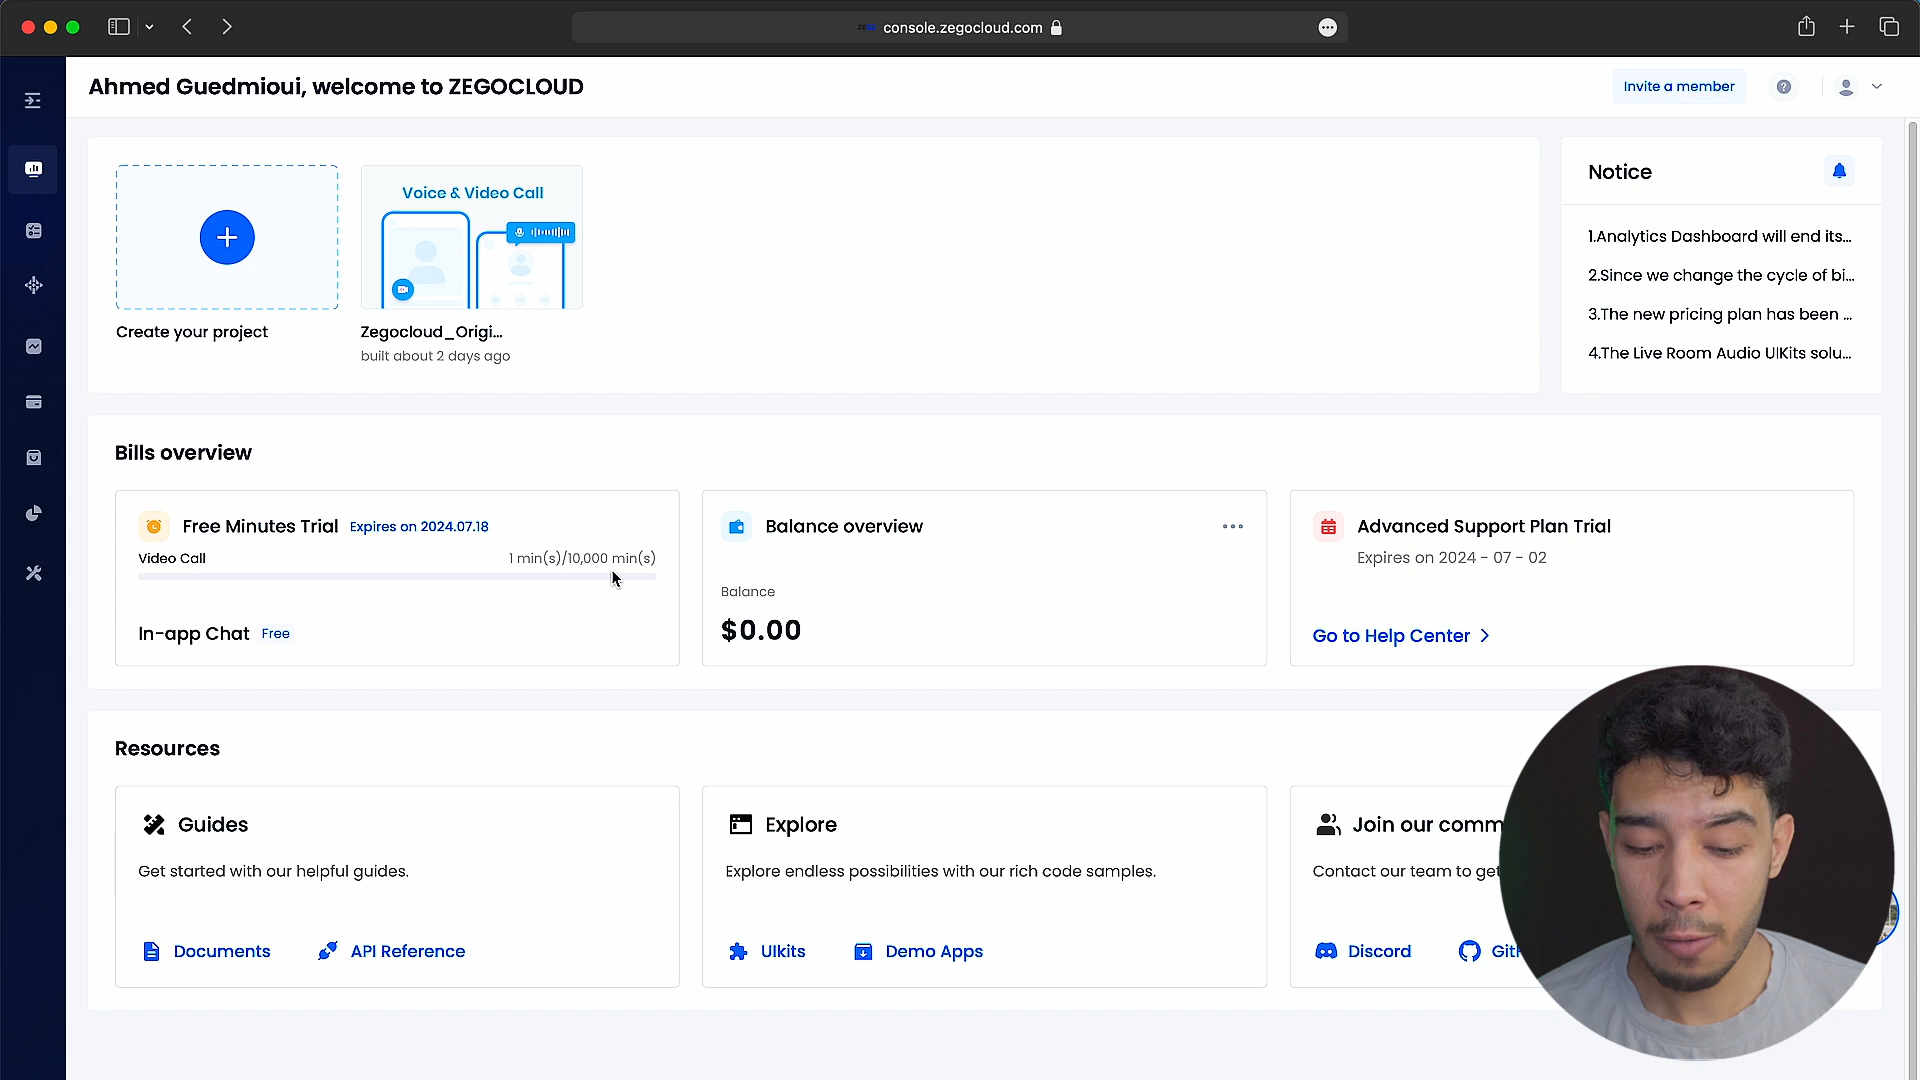 console.zegocloud.com
Ahmed Guedmioui, welcome to ZEGOCLOUD
Invite a member
Voice & Video Call
Create your project
Zegocloud_Origi...
built about 2 days ago
Notice
1.Analytics Dashboard will end its...
2.Since we change the cycle of bi...
3.The new pricing plan has been ...
4.The Live Room Audio UIKits solu...
Bills overview
Free Minutes Trial Expires on 2024.07.18
Video Call 1 min(s)/10,000 min(s)
In-app Chat Free
Balance overview
Balance
$0.00
Advanced Support Plan Trial
Expires on 2024 - 07 - 02
Go to Help Center
Resources
Guides
Get started with our helpful guides.
Documents API Reference
Explore
Explore endless possibilities with our rich code samples.
UIkits Demo Apps
Join our comm
Contact our team to get
Discord